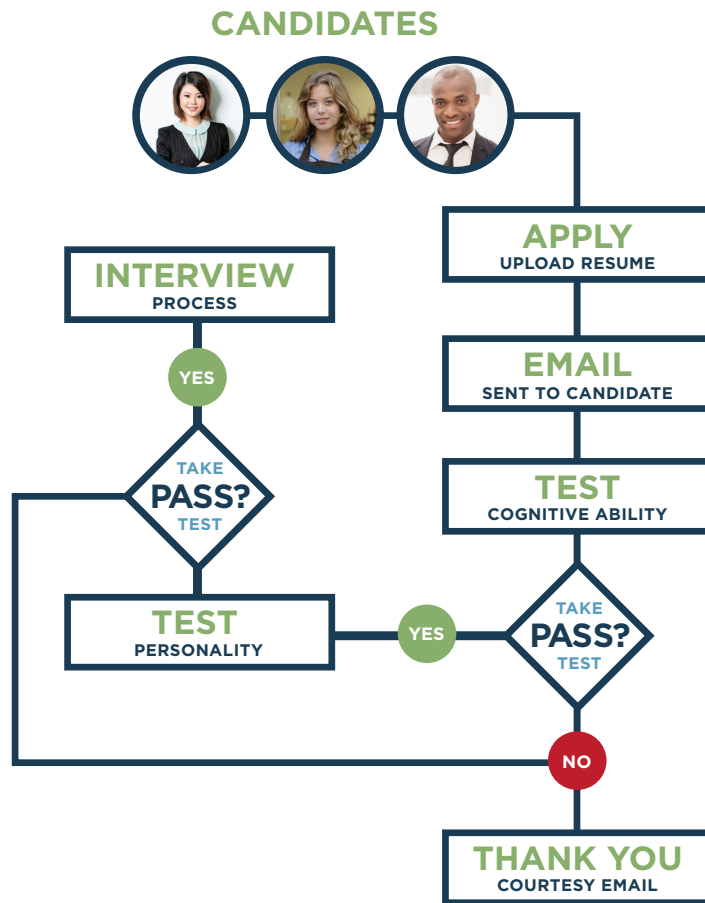 CANDIDATES
APPLY
UPLOAD RESUME
EMAIL
SENT TO CANDIDATE
TEST
COGNITIVE ABILITY
TAKE
PASS?
TEST
YES
TEST
PERSONALITY
TAKE
PASS?
TEST
YES
INTERVIEW
PROCESS
NO
THANK YOU
COURTESY EMAIL